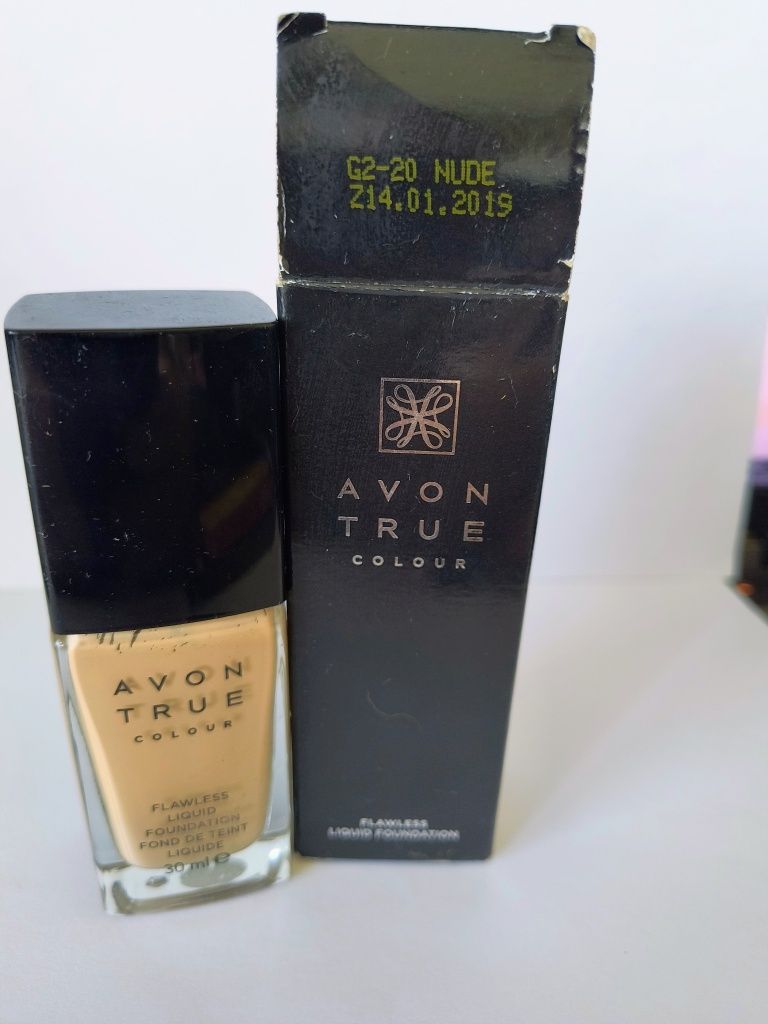 G2-20 NUDE
Z14.01.2019
AVON
TRUE
COLOUR
FLAWLESS
LIQUID FOUNDATION
AVON
TRUE
COLOUR
FLAWLESS
LIQUID
FOUNDATION
FOND DE TEINT
LIQUIDE
30 ml e